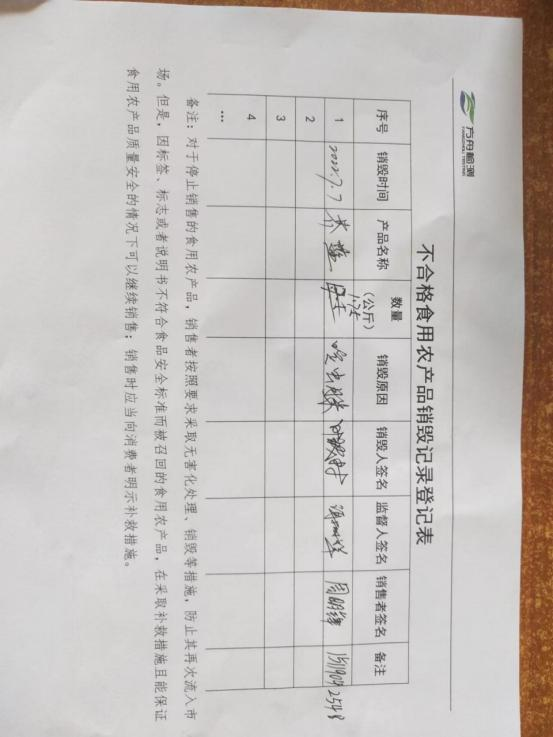 方舟检测
不合格食用农产品销毁记录登记表
序号 销毁时间 产品名称 数量（公斤） 销毁原因 销毁人签名 监督人签名 销售者签名 备注
1 2022.7.7 1.75
2
3
4
...
备注：对于停止销售的食用农产品，销售者按照要求采取无害化处理、销毁等措施，防止其再次流入市
场。但是，因标签、标志或者说明书不符合食品安全标准而被召回的食用农产品，在采取补救措施且能保证
食用农产品质量安全的情况下可以继续销售；销售时应当向消费者明示补救措施。